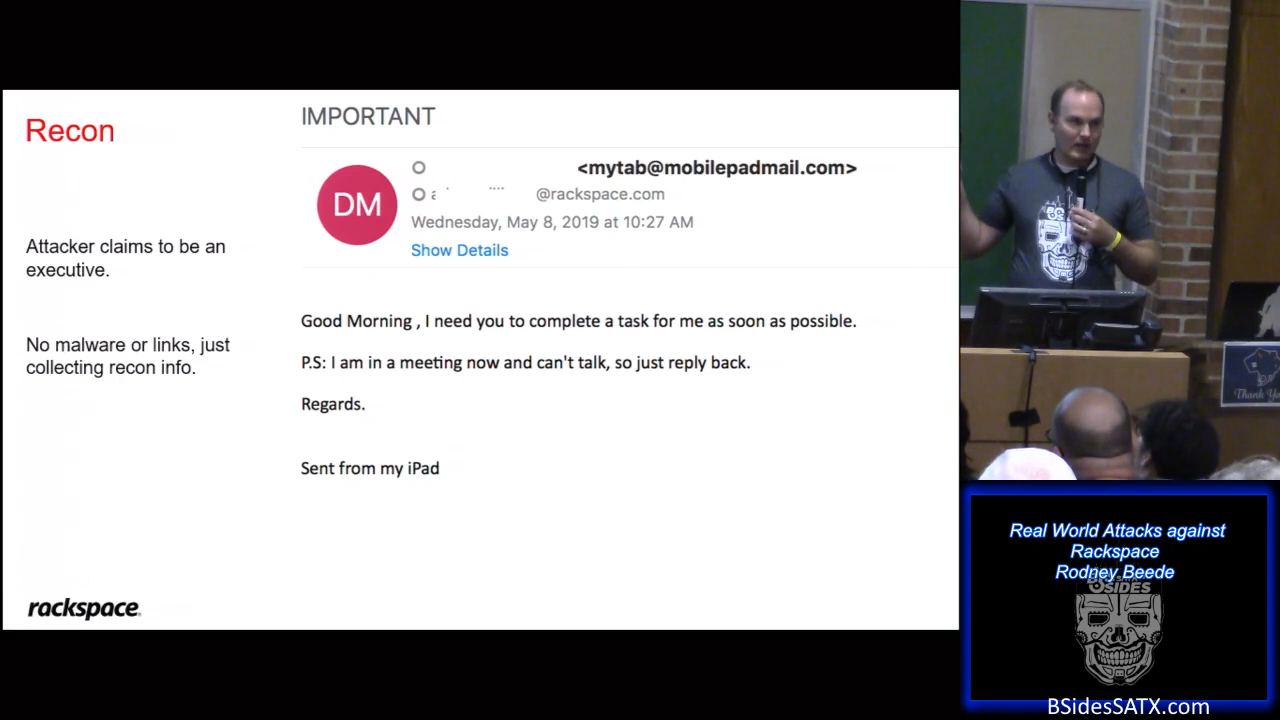 Recon
Attacker claims to be an
executive.
No malware or links, just
collecting recon info.
rackspace
IMPORTANT
DM
<mytab@mobilepadmail.com>
@rackspace.com
Wednesday, May 8, 2019 at 10:27 AM
Show Details
Good Morning , I need you to complete a task for me as soon as possible.
P.S: I am in a meeting now and can't talk, so just reply back.
Regards.
Sent from my iPad
Thank
Real World Attacks against
Rackspace
Rodney Beede
BSIDES
BSidesSATX.com